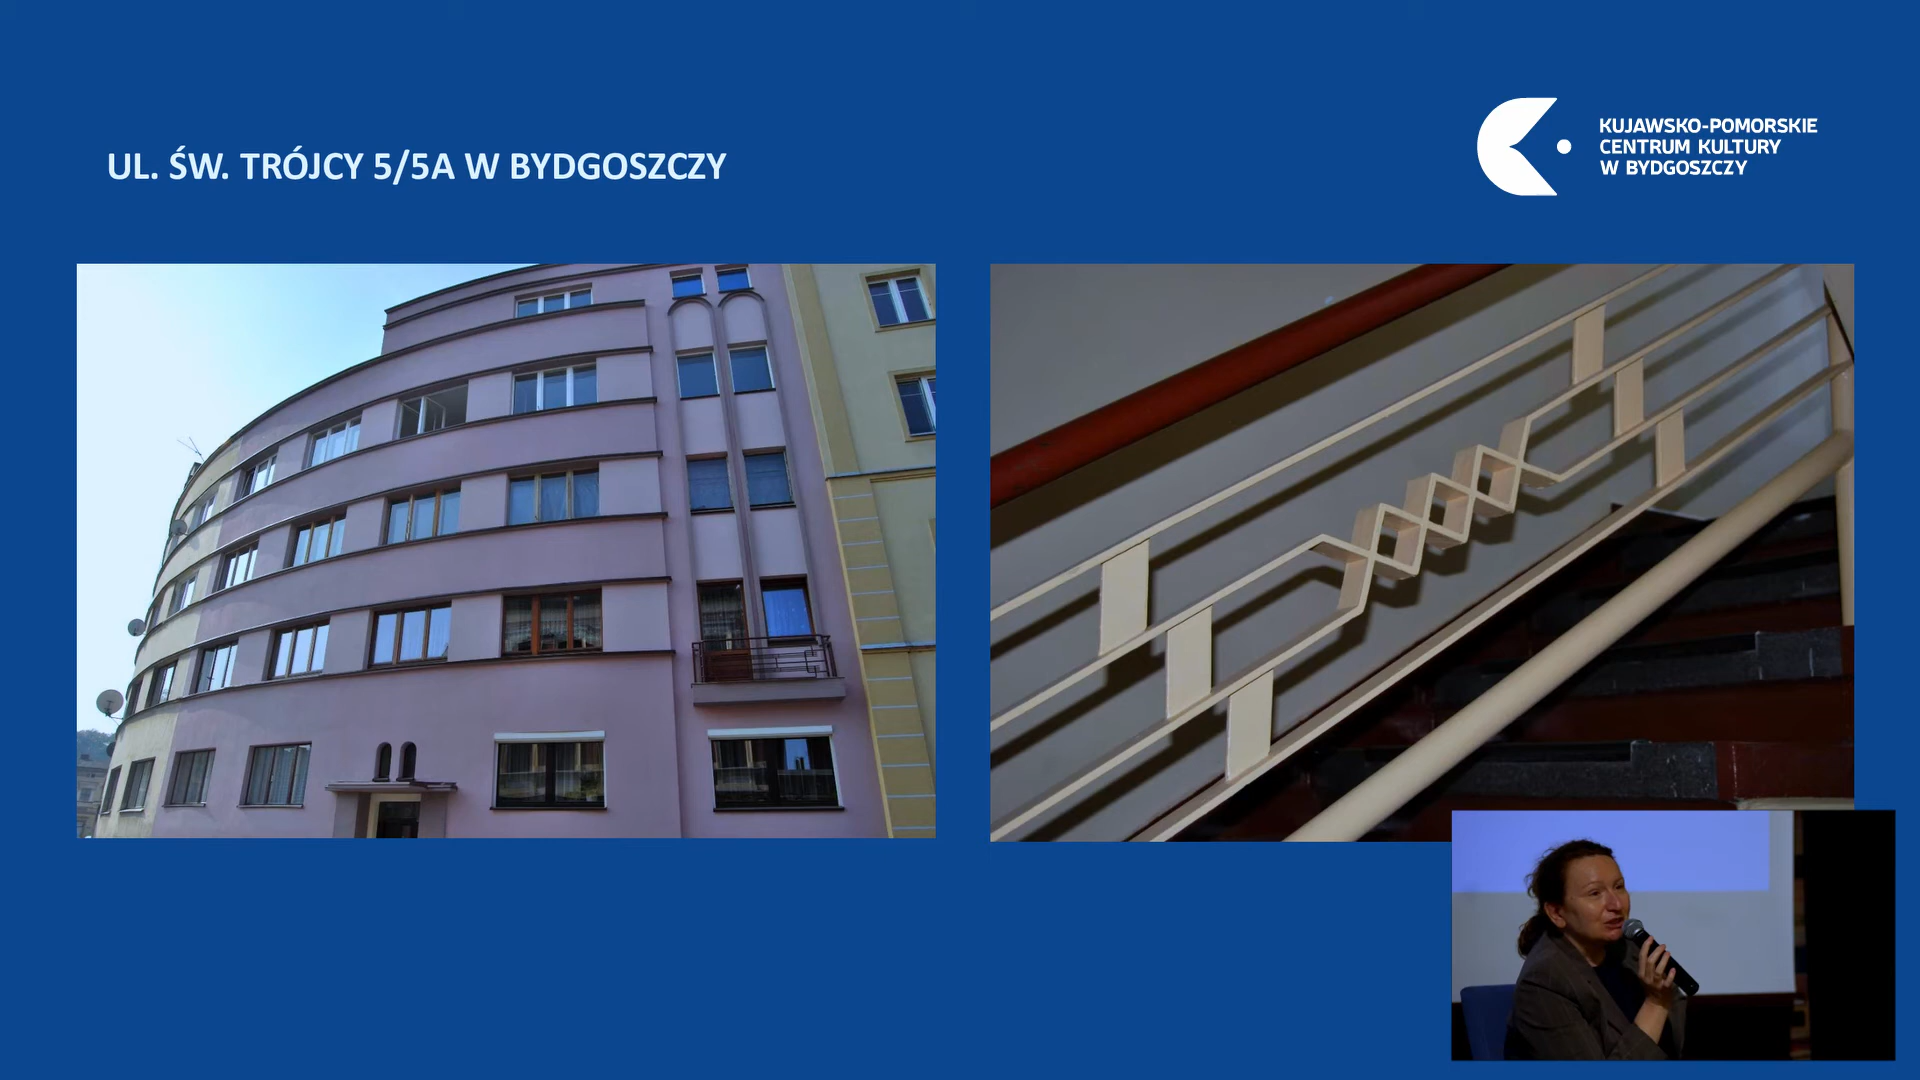 UL. ŚW. TRÓJCY 5/5A W BYDGOSZCZY
KUJAWSKO-POMORSKIE
CENTRUM KULTURY
W BYDGOSZCZY